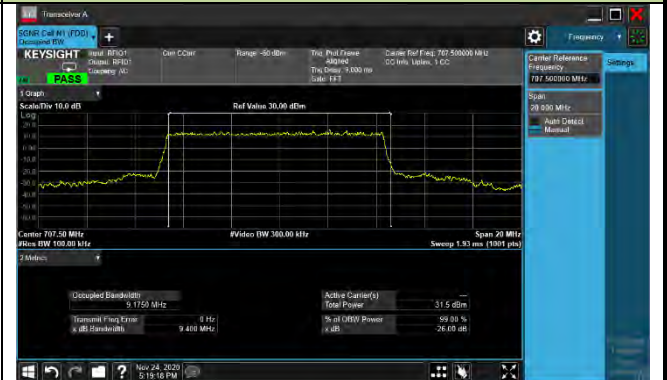 Transceiver A
5GNR Cell N1 (FDD)
Occupied BW
+
Frequency
KEYSIGHT
Input: RFIO1
Output: RFIO1
Coupling: AC
Corr CCorr
Range: -60 dBm
Trig: Prdt Frame
Aligned
Trig Delay: 9.000 ms
Gate: FFT
Carrier Ref Freq: 707.500000 MHz
CC Info: Uplink, 1 CC
PASS
Carrier Reference
Frequency
707.500000 MHz
Settings
Span
20.000 MHz
Auto Detect
Manual
1 Graph
Scale/Div 10.0 dB
Ref Value 30.00 dBm
Log
Center 707.50 MHz
#Video BW 300.00 kHz
Span 20 MHz
#Res BW 100.00 kHz
Sweep 1.93 ms (1001 pts)
2 Metrics
Occupied Bandwidth
9.1750 MHz
Active Carrier(s)
—
Total Power
31.5 dBm
Transmit Freq Error
0 Hz
% of OBW Power
99.00 %
x dB Bandwidth
9.400 MHz
x dB
-26.00 dB
?
Nov 24, 2020
5:19:18 PM